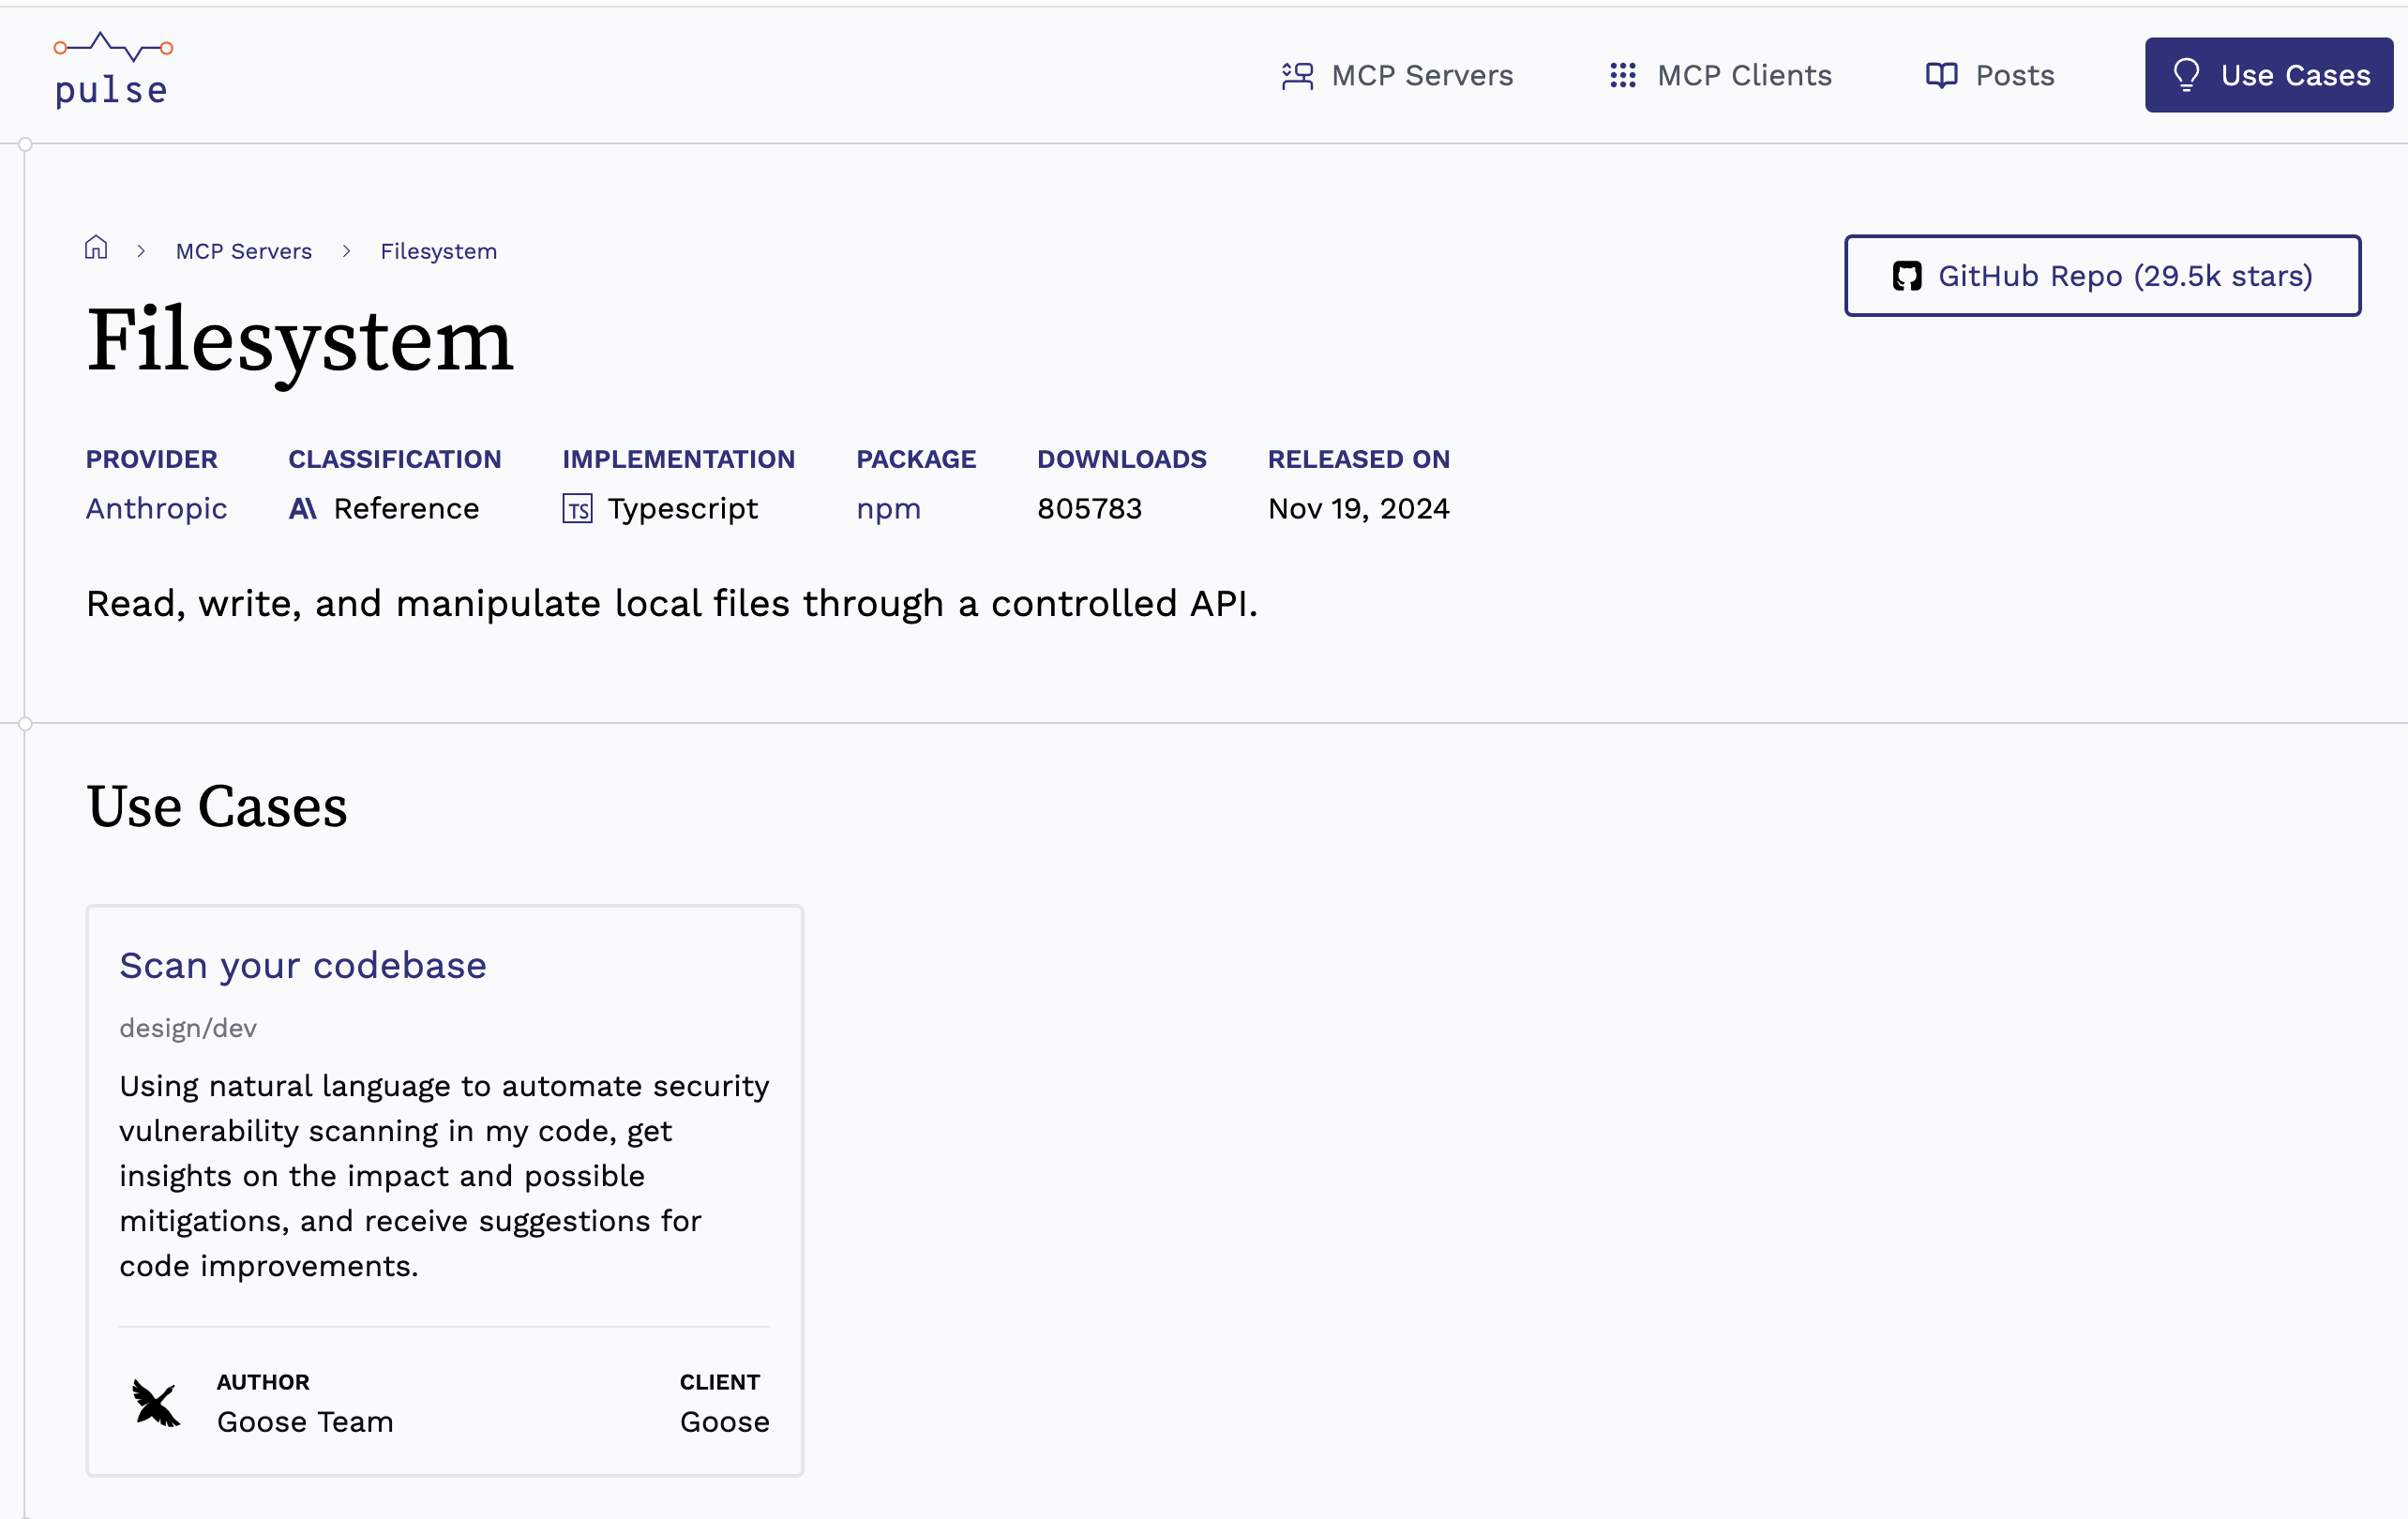 pulse
MCP Servers
MCP Clients
Posts
Use Cases
MCP Servers
Filesystem
GitHub Repo (29.5k stars)
Filesystem
PROVIDER
Anthropic
CLASSIFICATION
Reference
IMPLEMENTATION
TS Typescript
PACKAGE
npm
DOWNLOADS
805783
RELEASED ON
Nov 19, 2024
Read, write, and manipulate local files through a controlled API.
Use Cases
Scan your codebase
design/dev
Using natural language to automate security
vulnerability scanning in my code, get
insights on the impact and possible
mitigations, and receive suggestions for
code improvements.
AUTHOR
Goose Team
CLIENT
Goose